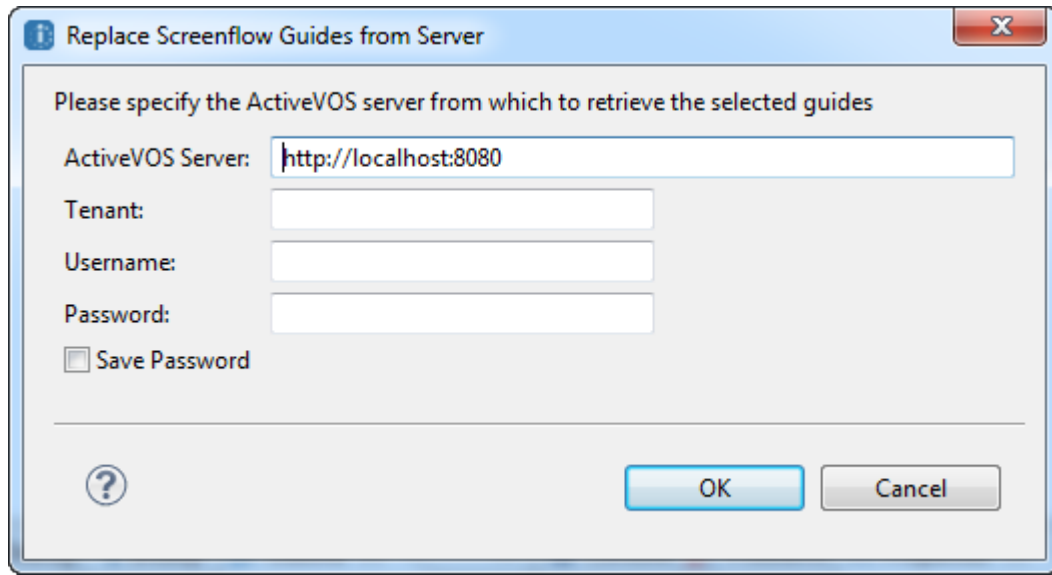 Replace Screenflow Guides from Server
Please specify the ActiveVOS server from which to retrieve the selected guides
ActiveVOS Server: http://localhost:8080
Tenant:
Username:
Password:
Save Password
OK Cancel